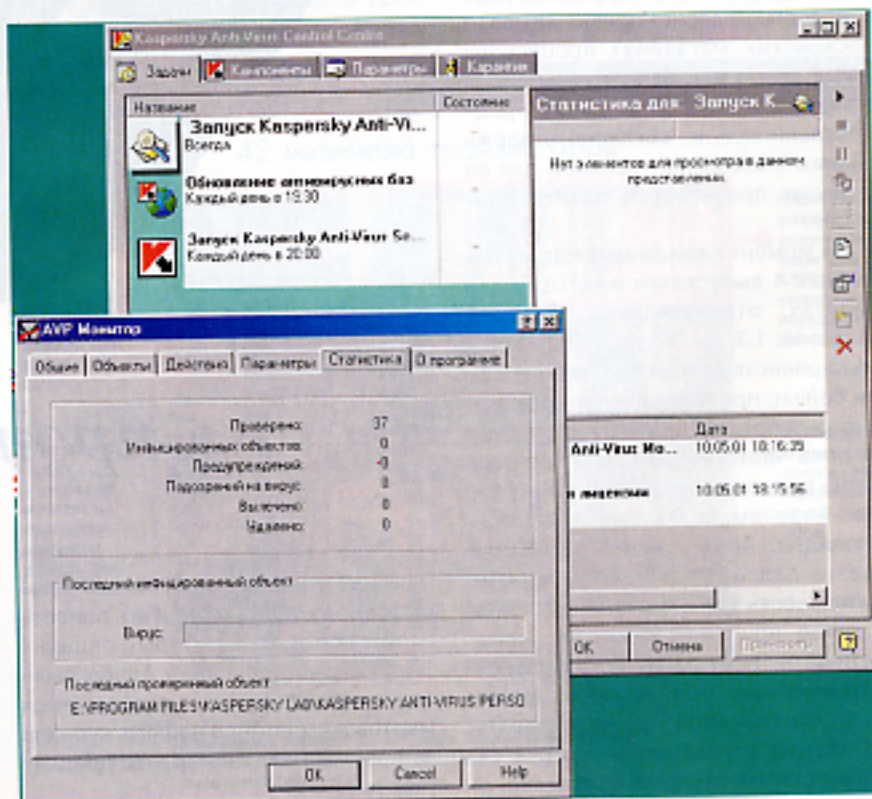 Kaspersky Anti-Virus Control Centre
Задачи Компоненты Параметры Карантин
Название Состояние
Запуск Kaspersky Anti-Vi...
Всегда
Обновление антивирусных баз
Каждый день в 19:30
Запуск Kaspersky Anti-Virus Sc...
Каждый день в 20:00
Статистика для: Запуск K...
Нет элементов для просмотра в данном
представлении.
Дата
Anti-Virus Mo... 10.05.01 18:16:39
лицензии 10.05.01 18:15:56
OK Отмена Применить
AVP Монитор
Общие Объекты Действия Параметры Статистика О программе
Проверено: 37
Инфицированных объектов: 0
Предупреждений: 0
Подозрений на вирус: 0
Вылечено: 0
Удалено: 0
Последний инфицированный объект
Вирус:
Последний проверенный объект
E:\PROGRAM FILES\KASPERSKY LAB\KASPERSKY ANTI-VIRUS PERSO
OK Cancel Help